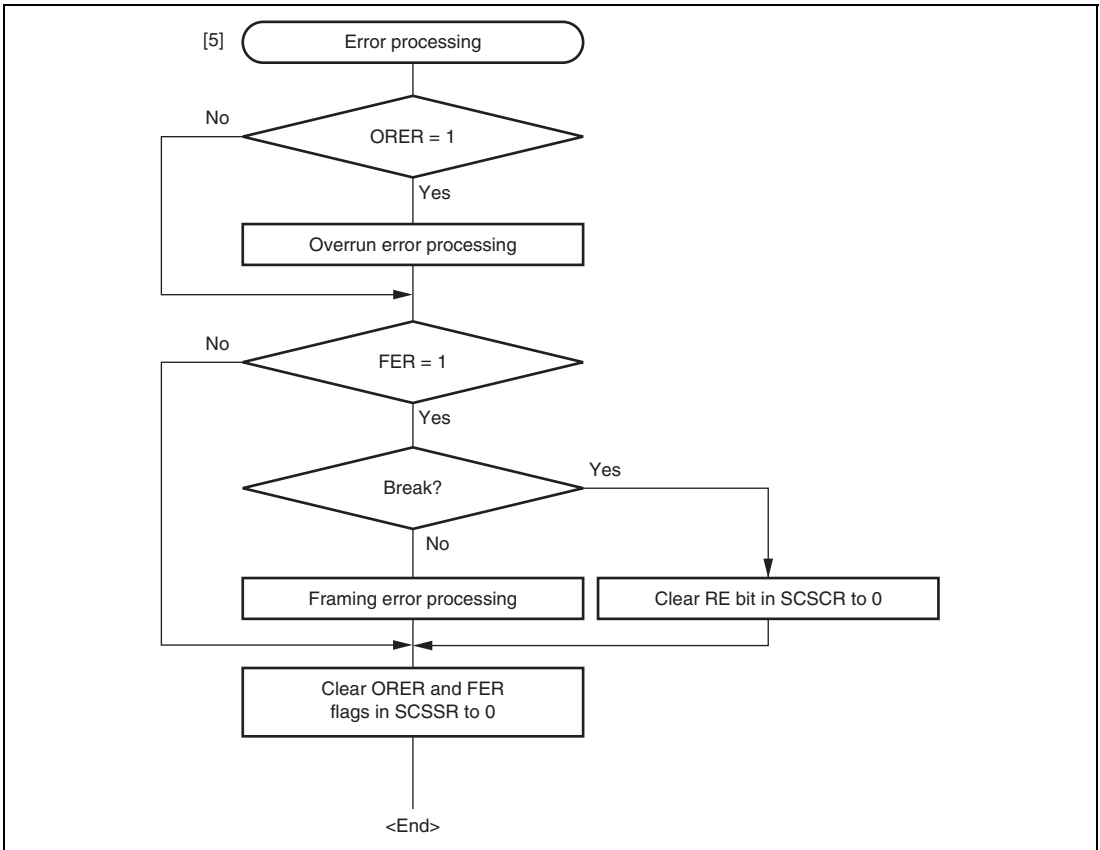 [5]
Error processing
No
ORER = 1
Yes
Overrun error processing
No
FER = 1
Yes
Yes
Break?
No
Framing error processing
Clear RE bit in SCSCR to 0
Clear ORER and FER
flags in SCSSR to 0
<End>